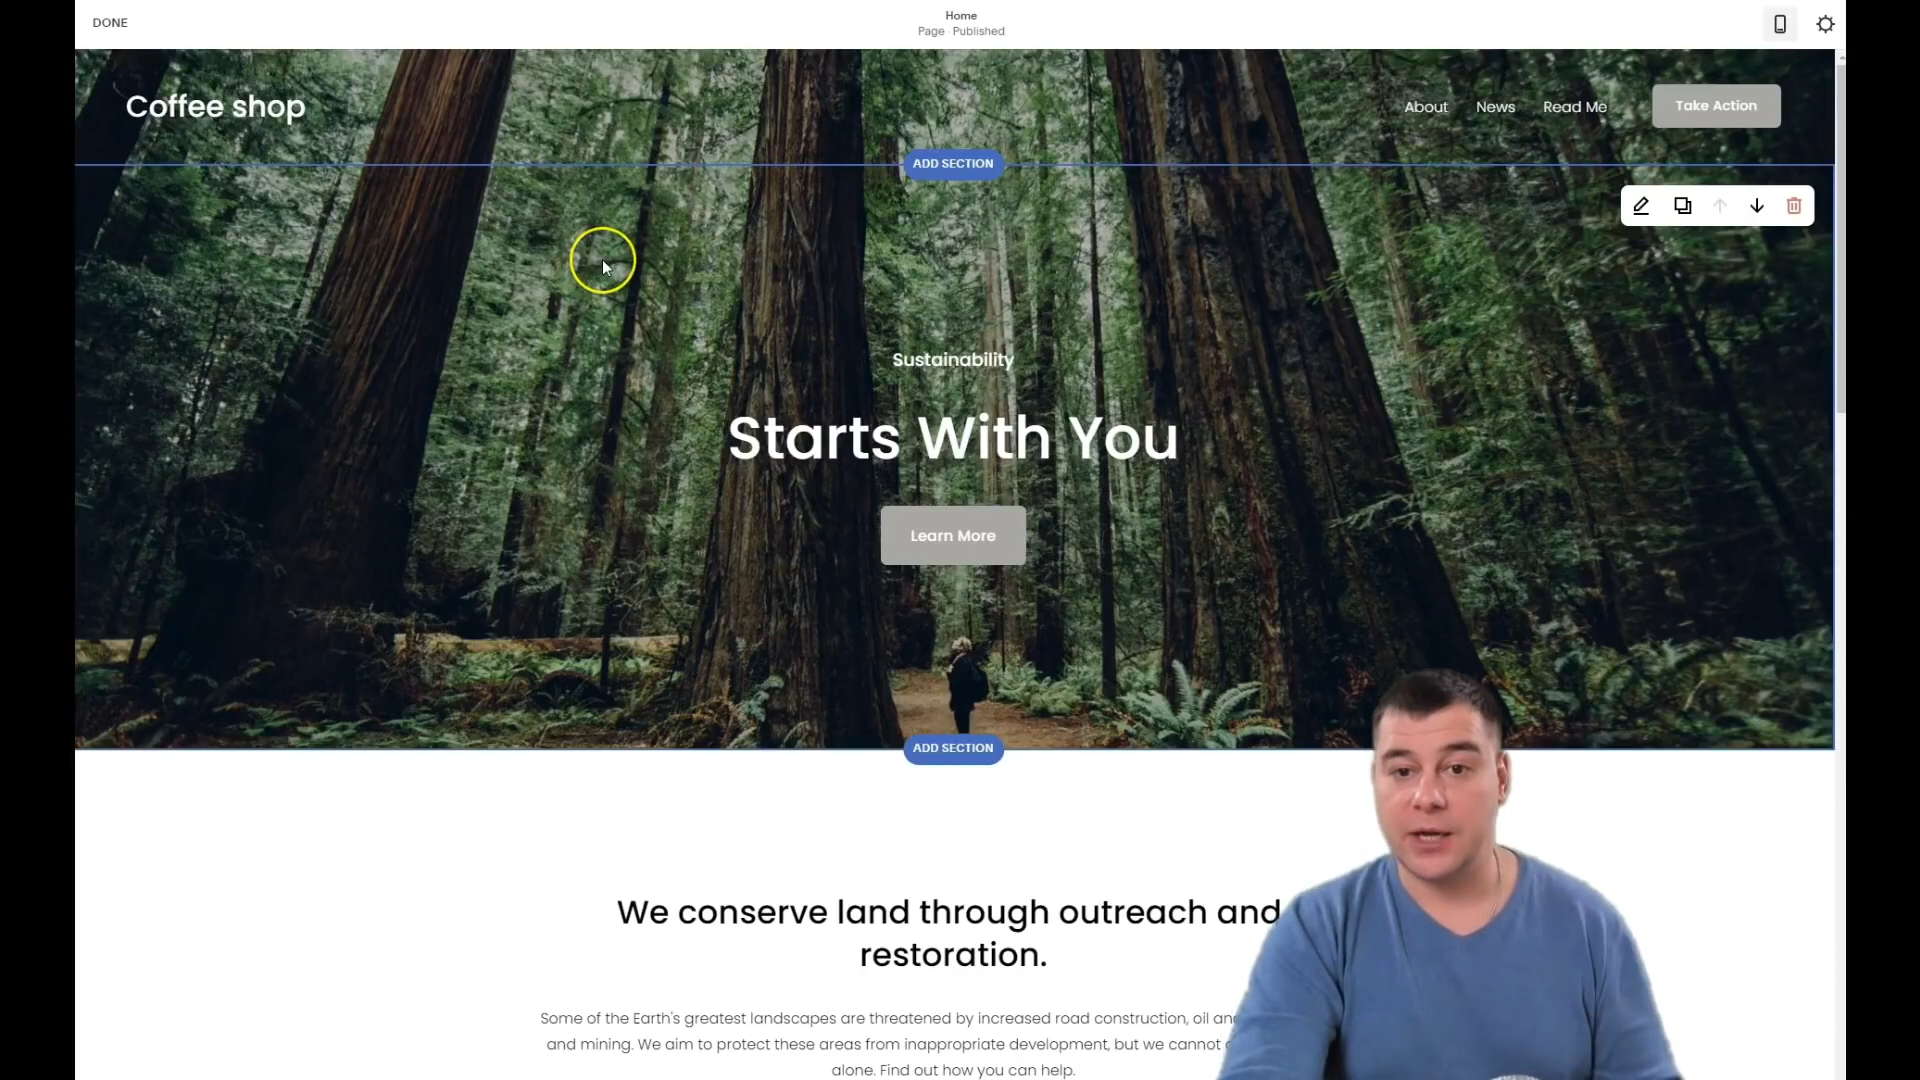 DONE
Home
Page · Published
Coffee shop
About News Read Me Take Action
ADD SECTION
Sustainability
Starts With You
Learn More
ADD SECTION
We conserve land through outreach and
restoration.
Some of the Earth's greatest landscapes are threatened by increased road construction, oil
and mining. We aim to protect these areas from inappropriate development, but we cannot
alone. Find out how you can help.